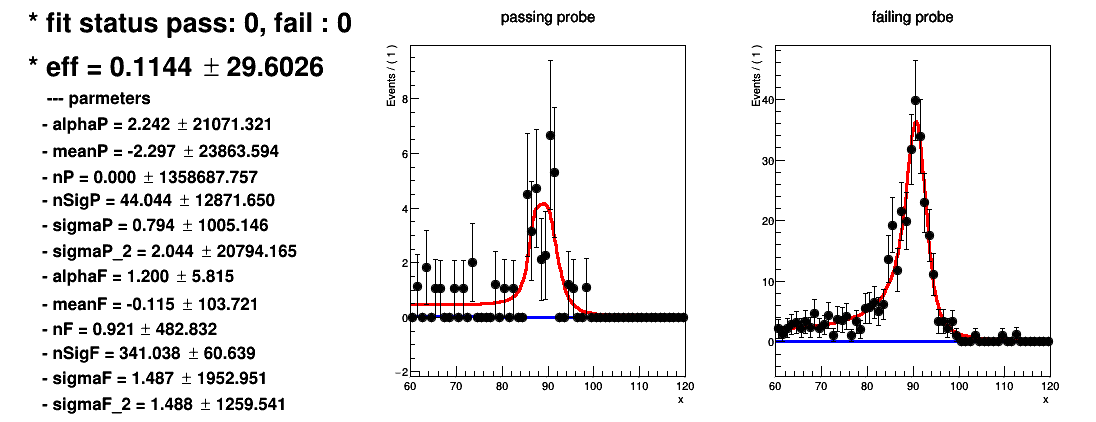 * fit status pass: 0, fail : 0
* eff = 0.1144 ± 29.6026
--- parmeters
- alphaP = 2.242 ± 21071.321
- meanP = -2.297 ± 23863.594
- nP = 0.000 ± 1358687.757
- nSigP = 44.044 ± 12871.650
- sigmaP = 0.794 ± 1005.146
- sigmaP_2 = 2.044 ± 20794.165
- alphaF = 1.200 ± 5.815
- meanF = -0.115 ± 103.721
- nF = 0.921 ± 482.832
- nSigF = 341.038 ± 60.639
- sigmaF = 1.487 ± 1952.951
- sigmaF_2 = 1.488 ± 1259.541
passing probe
Events / ( 1 )
8
6
4
2
0
−2
60 70 80 90 100 110 120
x
failing probe
Events / ( 1 )
40
30
20
10
0
60 70 80 90 100 110 120
x